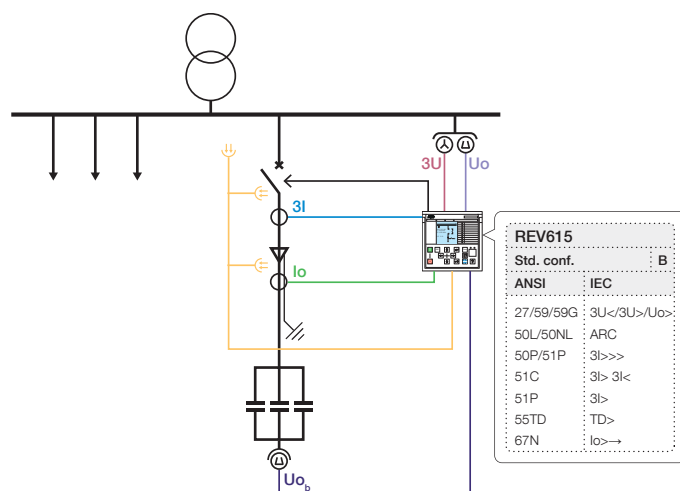 3U Uo
3I
REV615
Std. conf. B
ANSI IEC
Io
27/59/59G 3U</3U>/Uo>
50L/50NL ARC
50P/51P 3I>>>
51C 3I> 3I<
51P 3I>
55TD TD>
67N Io>→
Uob